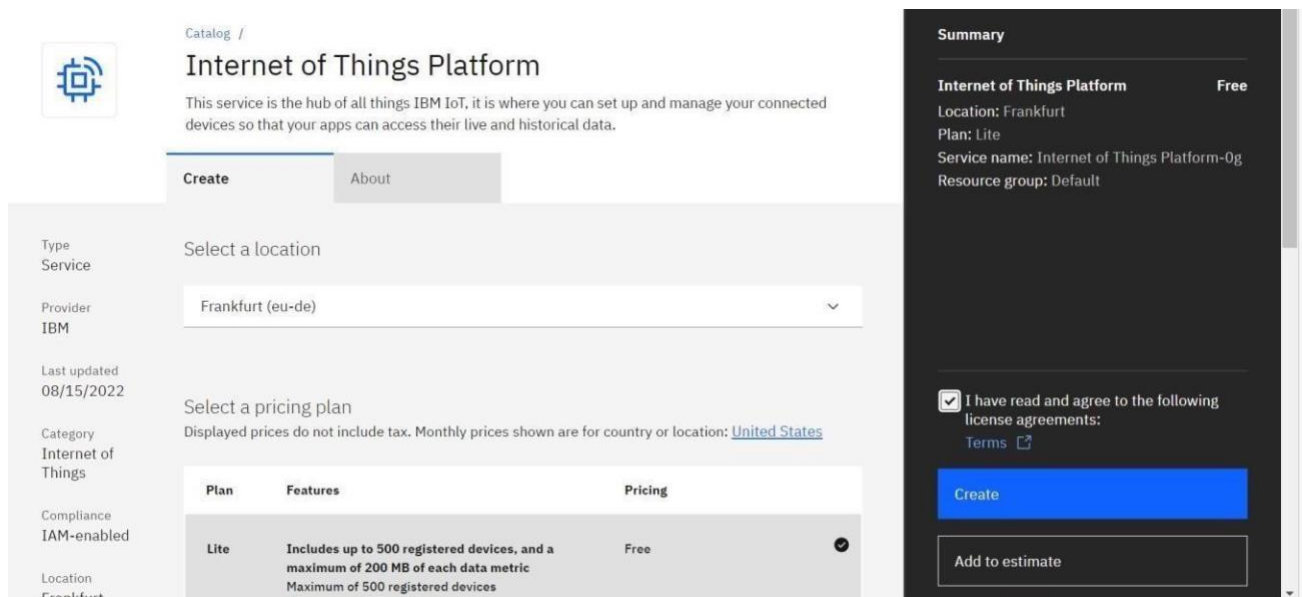 Catalog /
Internet of Things Platform
This service is the hub of all things IBM IoT, it is where you can set up and manage your connected
devices so that your apps can access their live and historical data.
Create
About
Type
Service
Provider
IBM
Last updated
08/15/2022
Category
Internet of
Things
Compliance
IAM-enabled
Location
Frankfurt
Select a location
Frankfurt (eu-de)
Select a pricing plan
Displayed prices do not include tax. Monthly prices shown are for country or location: United States
Plan Features Pricing
Lite Includes up to 500 registered devices, and a Free
maximum of 200 MB of each data metric
Maximum of 500 registered devices
Summary
Internet of Things Platform Free
Location: Frankfurt
Plan: Lite
Service name: Internet of Things Platform-0g
Resource group: Default
I have read and agree to the following
license agreements:
Terms
Create
Add to estimate